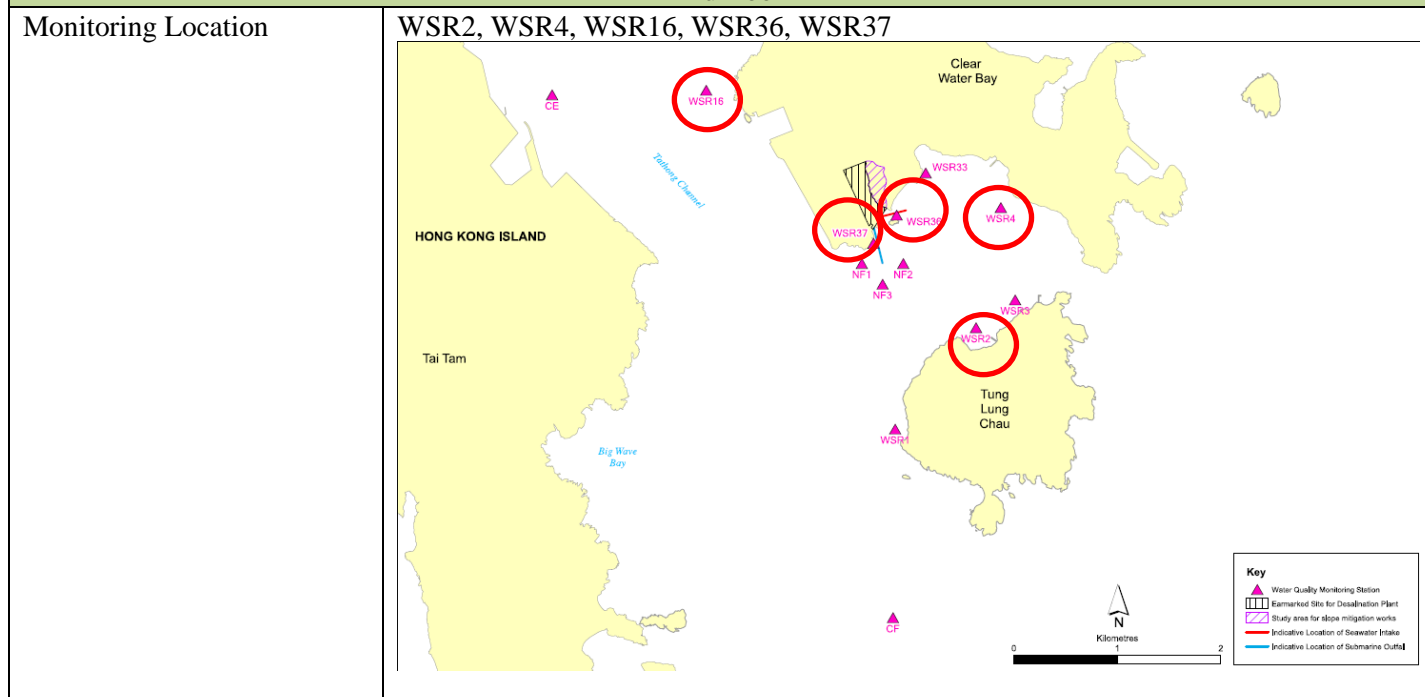 Monitoring Location
WSR2, WSR4, WSR16, WSR36, WSR37
Clear
Water Bay
CE
WSR16
Tathong Channel
WSR33
WSR36
WSR4
WSR37
HONG KONG ISLAND
NF1
NF2
NF3
WSR3
WSR2
Tai Tam
Tung
Lung
Chau
WSR1
Big Wave
Bay
CF
N
Kilometres
0 1 2
Key
Water Quality Monitoring Station
Earmarked Site for Desalination Plant
Study area for slope mitigation works
Indicative Location of Seawater Intake
Indicative Location of Submarine Outfall